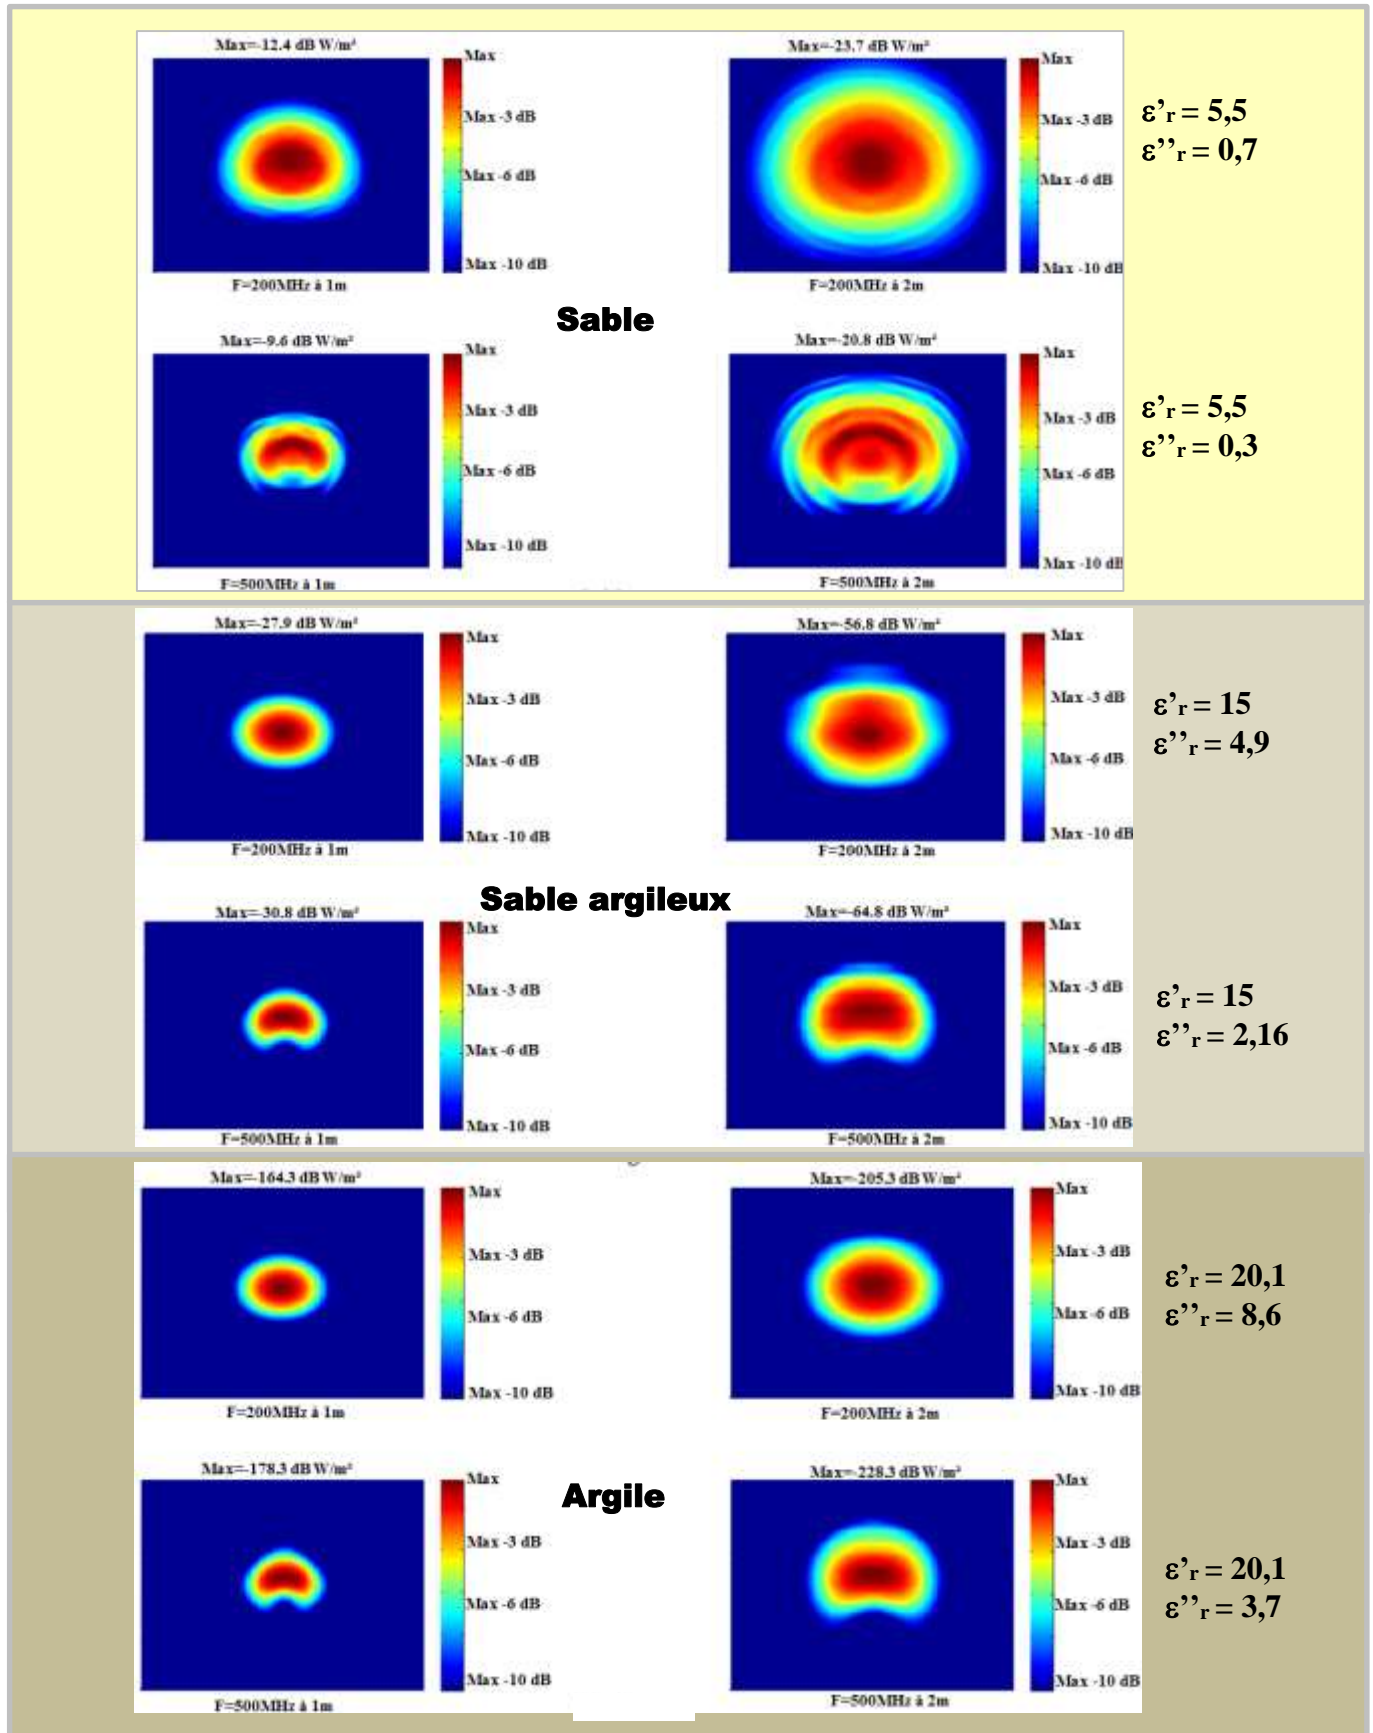 Max=-12.4 dB W/m²
Max
Max -3 dB
Max -6 dB
Max -10 dB
F=200MHz à 1m
Max=-23.7 dB W/m²
Max
Max -3 dB
Max -6 dB
Max -10 dB
F=200MHz à 2m
ε’r = 5,5
ε’’r = 0,7
Sable
Max=-9.6 dB W/m²
Max
Max -3 dB
Max -6 dB
Max -10 dB
F=500MHz à 1m
Max=-20.8 dB W/m²
Max
Max -3 dB
Max -6 dB
Max -10 dB
F=500MHz à 2m
ε’r = 5,5
ε’’r = 0,3
Max=-27.9 dB W/m²
Max
Max -3 dB
Max -6 dB
Max -10 dB
F=200MHz à 1m
Max=-56.8 dB W/m²
Max
Max -3 dB
Max -6 dB
Max -10 dB
F=200MHz à 2m
ε’r = 15
ε’’r = 4,9
Sable argileux
Max=-30.8 dB W/m²
Max
Max -3 dB
Max -6 dB
Max -10 dB
F=500MHz à 1m
Max=-64.8 dB W/m²
Max
Max -3 dB
Max -6 dB
Max -10 dB
F=500MHz à 2m
ε’r = 15
ε’’r = 2,16
Max=-164.3 dB W/m²
Max
Max -3 dB
Max -6 dB
Max -10 dB
F=200MHz à 1m
Max=-205.3 dB W/m²
Max
Max -3 dB
Max -6 dB
Max -10 dB
F=200MHz à 2m
ε’r = 20,1
ε’’r = 8,6
Argile
Max=-178.3 dB W/m²
Max
Max -3 dB
Max -6 dB
Max -10 dB
F=500MHz à 1m
Max=-228.3 dB W/m²
Max
Max -3 dB
Max -6 dB
Max -10 dB
F=500MHz à 2m
ε’r = 20,1
ε’’r = 3,7